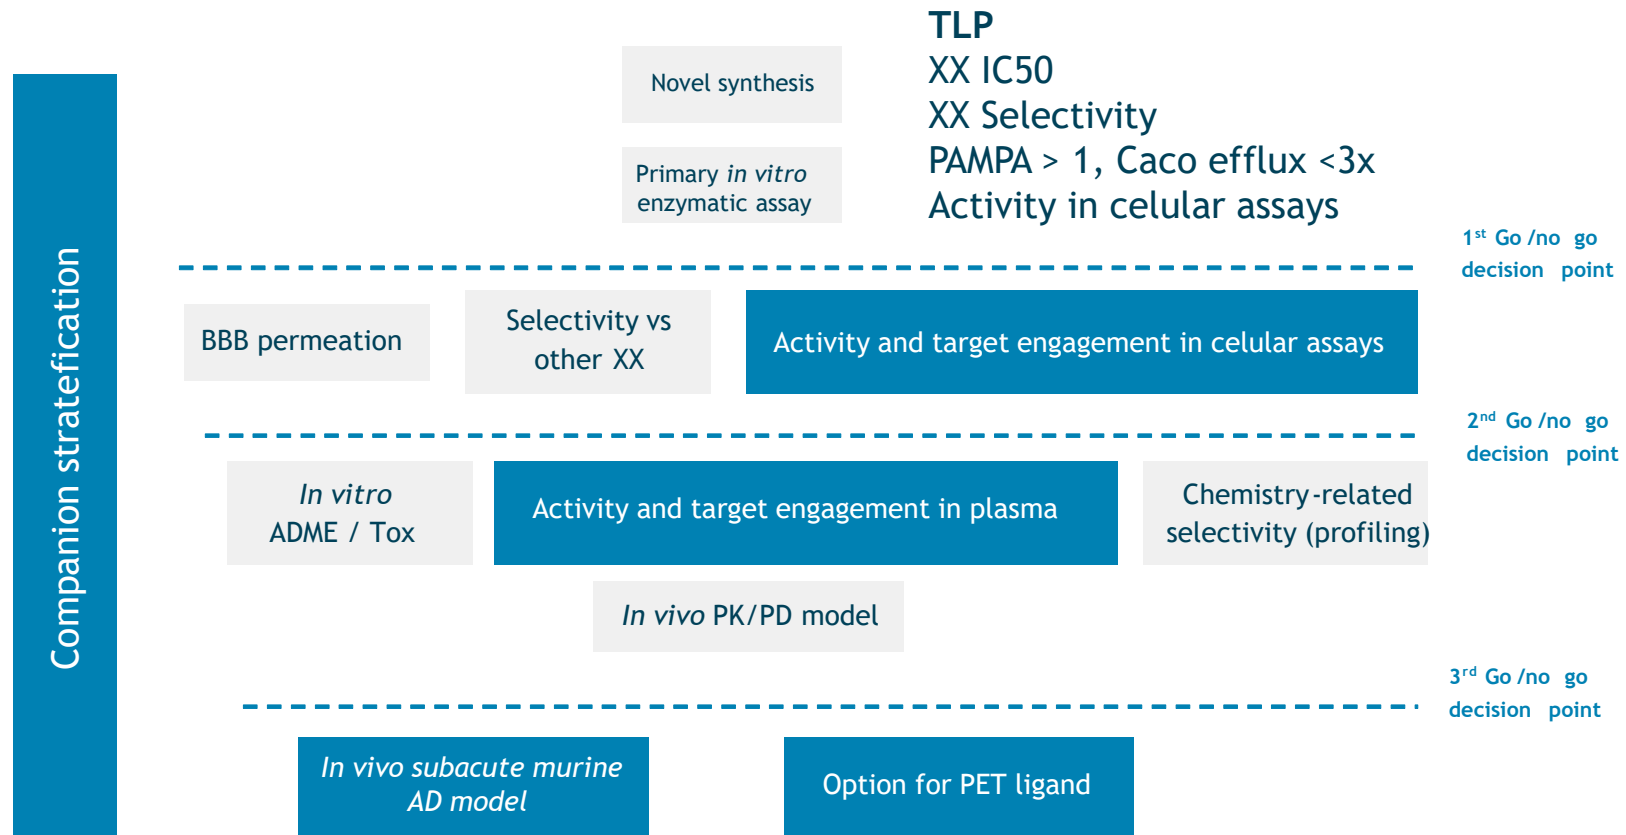 TLP
XX IC50
XX Selectivity
PAMPA > 1, Caco efflux <3x
Activity in cellular assays
Novel synthesis
Primary in vitro
enzymatic assay
1st Go /no go
decision point
Companion stratefication
BBB permeation
Selectivity vs
other XX
Activity and target engagement in celular assays
2nd Go /no go
decision point
In vitro
ADME / Tox
Activity and target engagement in plasma
Chemistry-related
selectivity (profiling)
In vivo PK/PD model
3rd Go /no go
decision point
In vivo subacute murine
AD model
Option for PET ligand